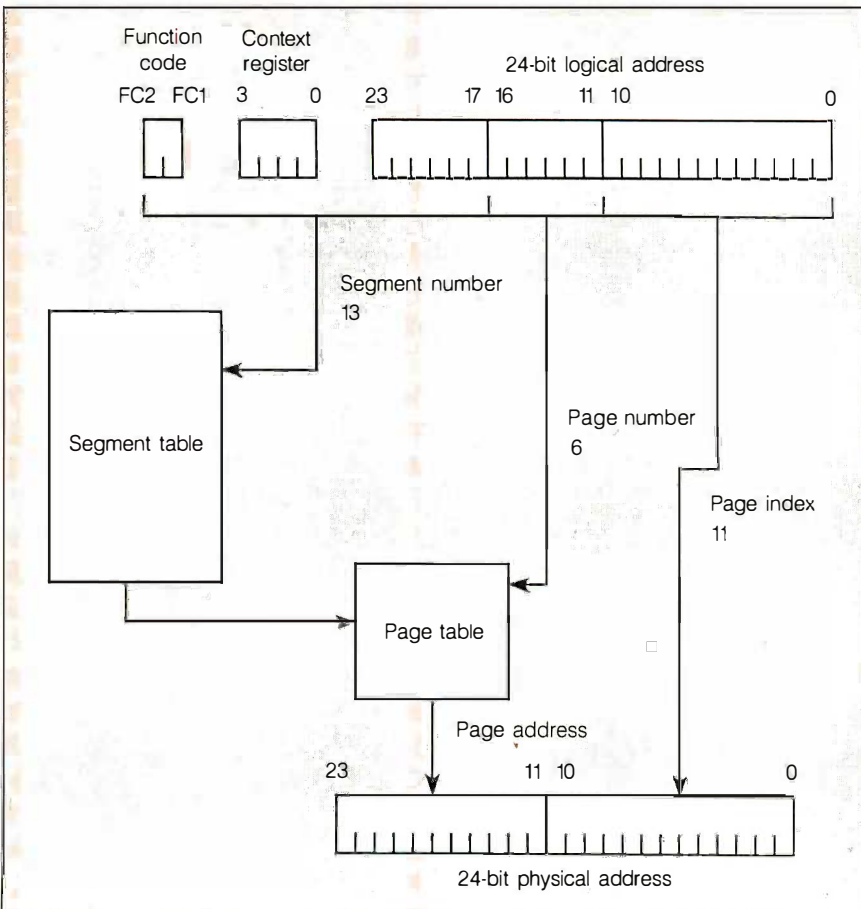 Function code
Context register
24-bit logical address
FC2 FC1
3 0
23 17 16 11 10 0
Segment number
13
Segment table
Page number
6
Page index
11
Page table
Page address
23 11 10 0
24-bit physical address